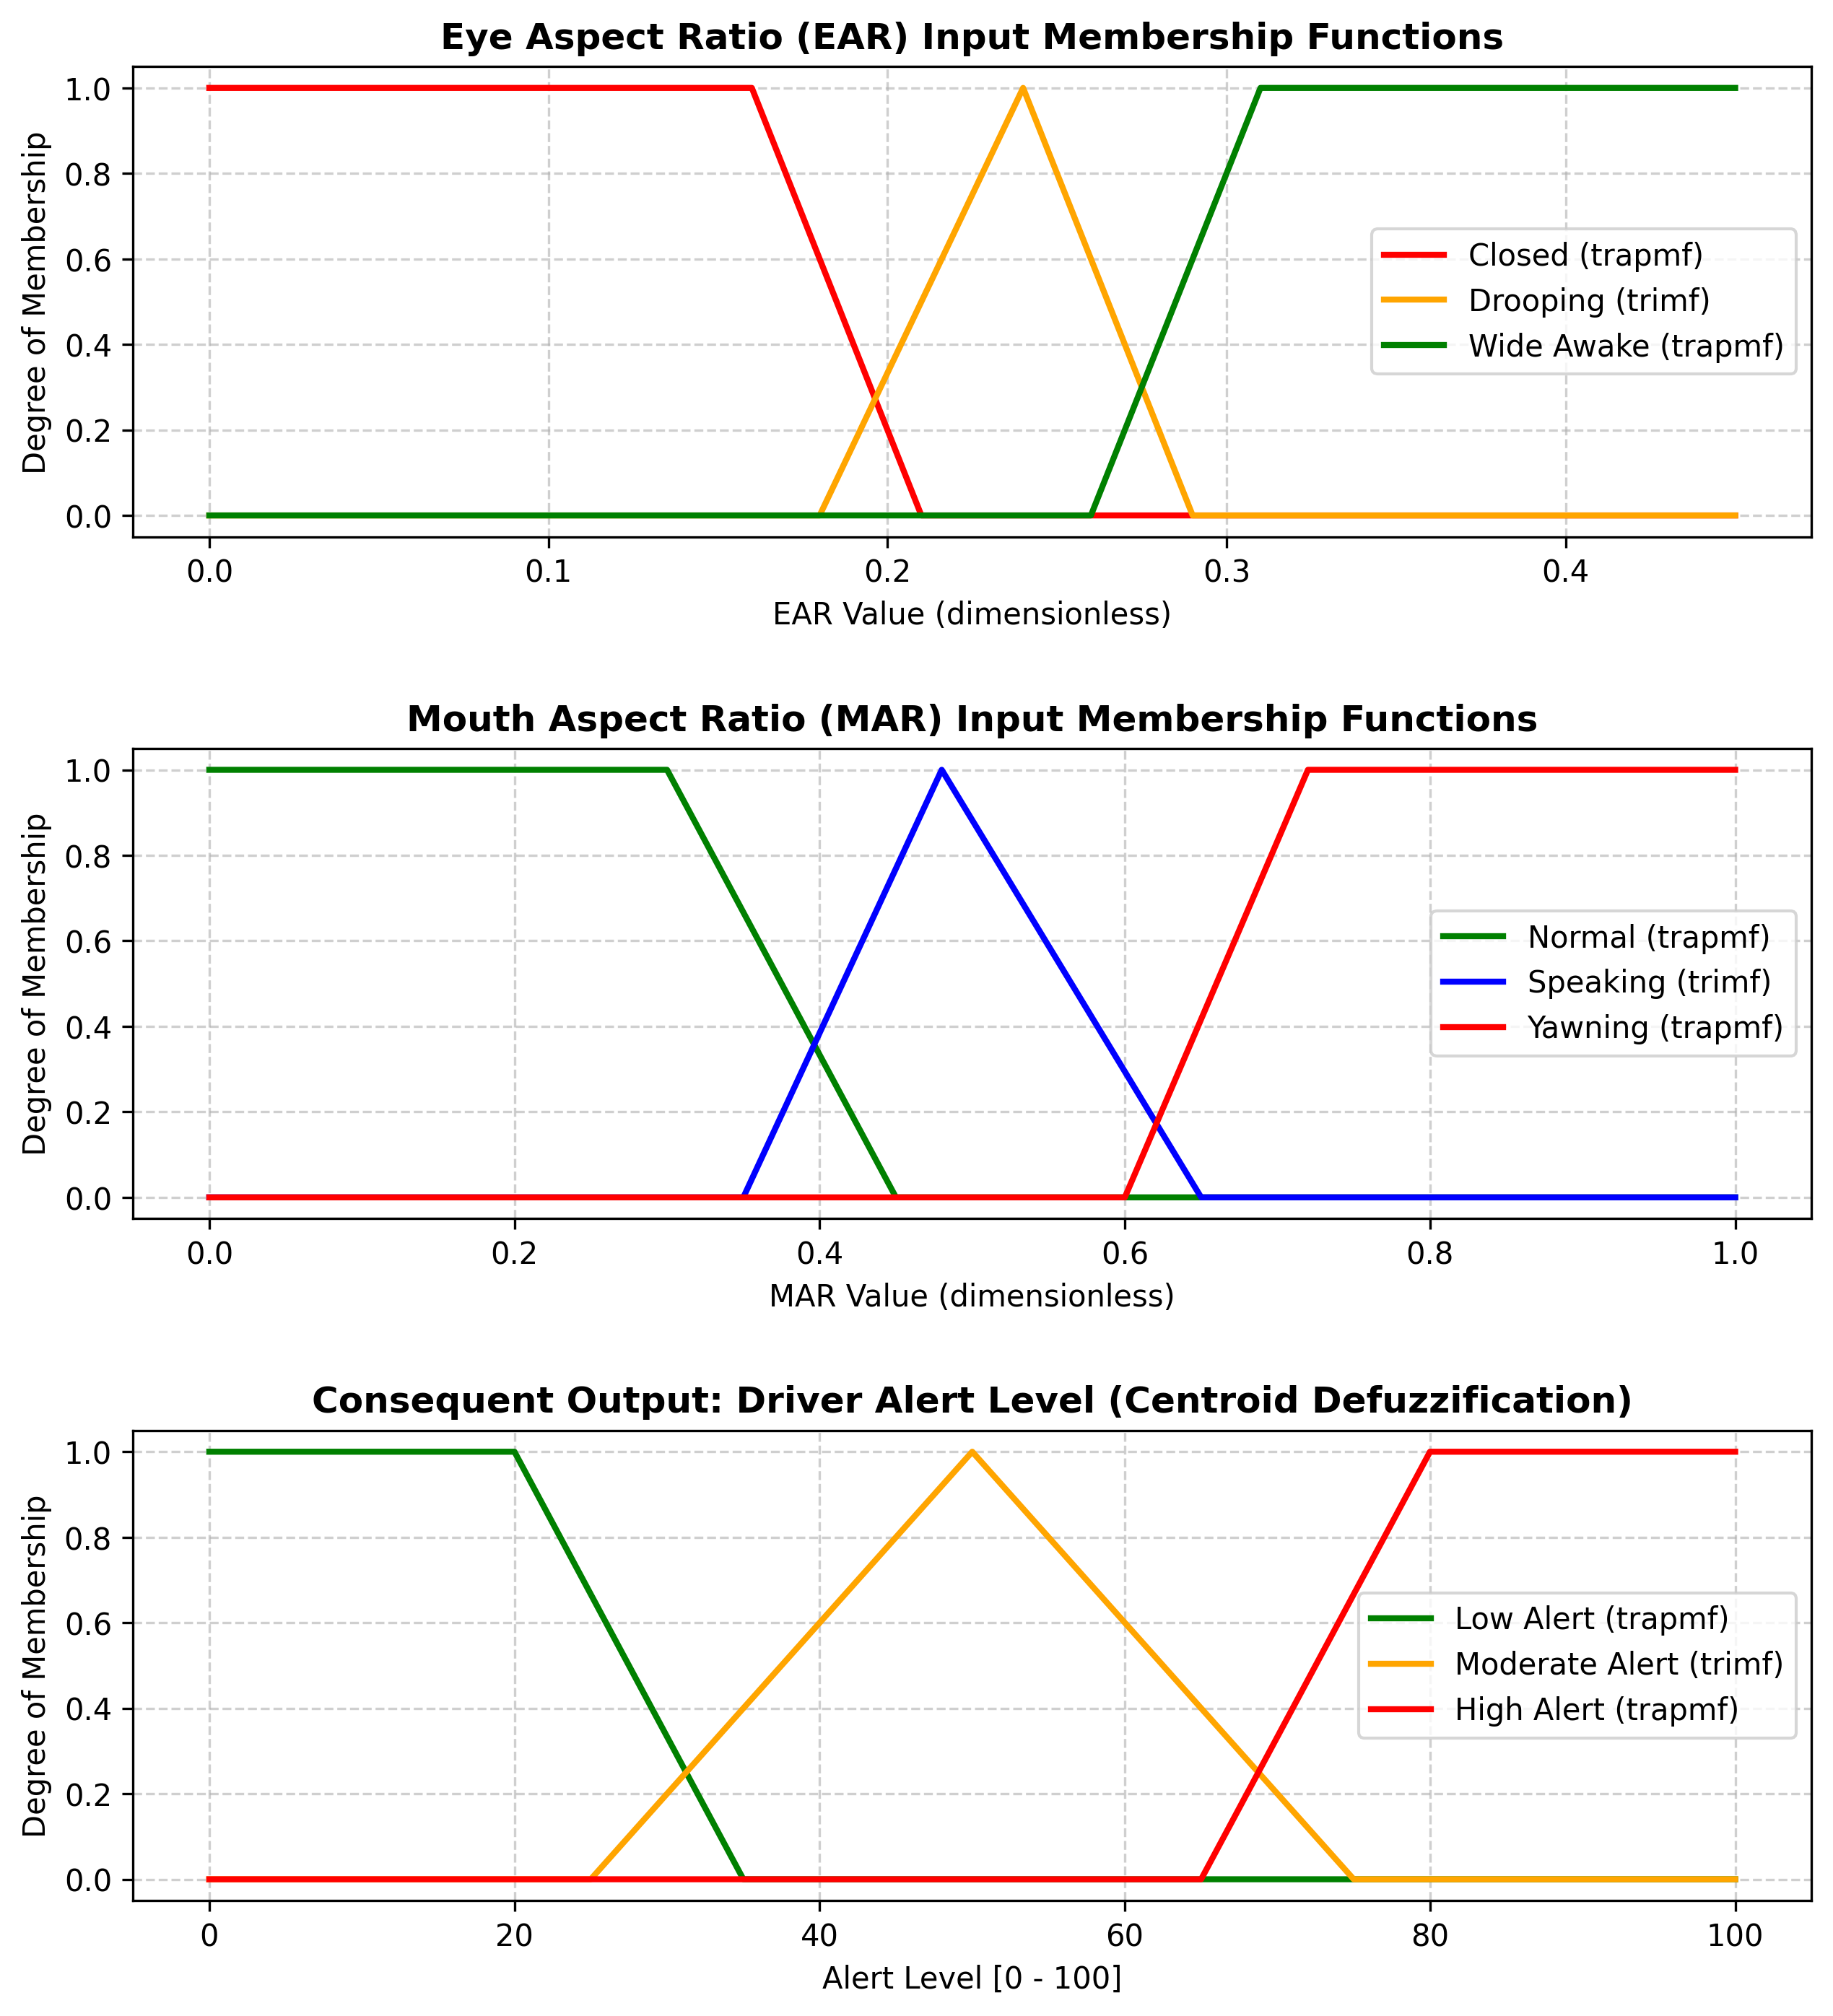 Eye Aspect Ratio (EAR) Input Membership Functions
Degree of Membership
1.0
0.8
0.6
0.4
0.2
0.0
Closed (trapmf)
Drooping (trimf)
Wide Awake (trapmf)
0.0 0.1 0.2 0.3 0.4
EAR Value (dimensionless)
Mouth Aspect Ratio (MAR) Input Membership Functions
Degree of Membership
1.0
0.8
0.6
0.4
0.2
0.0
Normal (trapmf)
Speaking (trimf)
Yawning (trapmf)
0.0 0.2 0.4 0.6 0.8 1.0
MAR Value (dimensionless)
Consequent Output: Driver Alert Level (Centroid Defuzzification)
Degree of Membership
1.0
0.8
0.6
0.4
0.2
0.0
Low Alert (trapmf)
Moderate Alert (trimf)
High Alert (trapmf)
0 20 40 60 80 100
Alert Level [0 - 100]